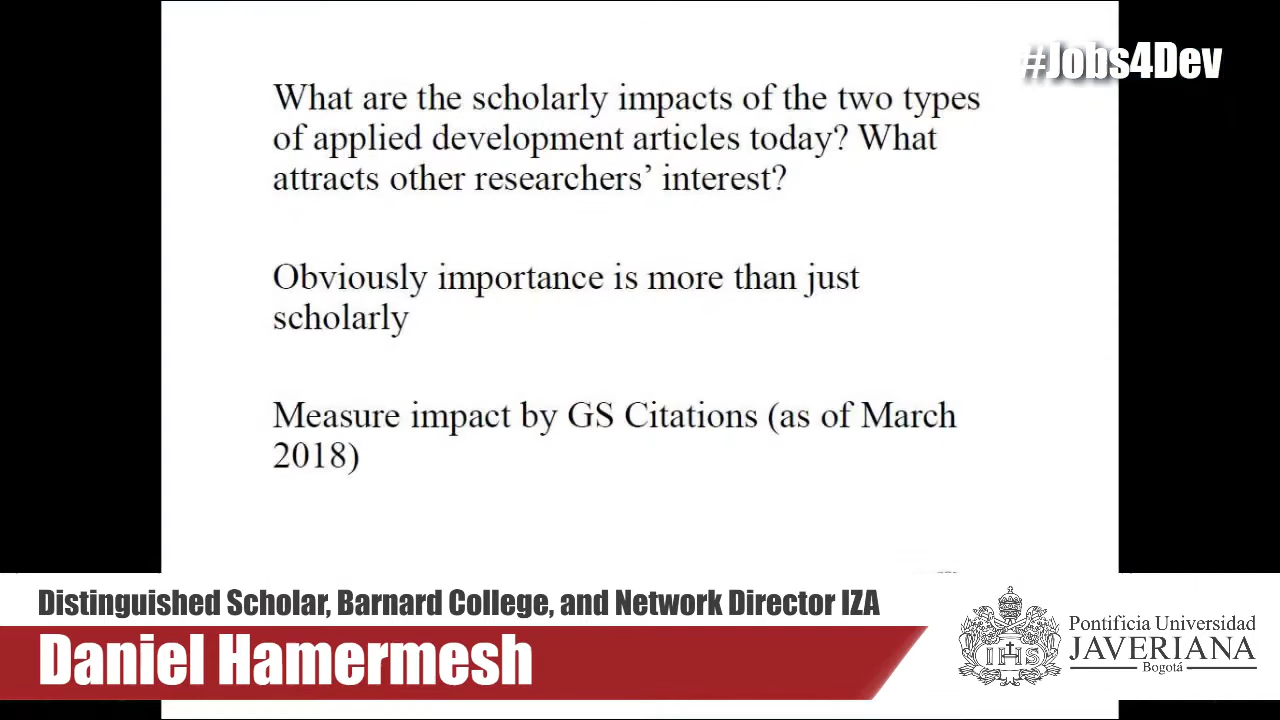 #Jobs4Dev
What are the scholarly impacts of the two types
of applied development articles today? What
attracts other researchers’ interest?
Obviously importance is more than just
scholarly
Measure impact by GS Citations (as of March
2018)
Distinguished Scholar, Barnard College, and Network Director IZA
Daniel Hamermesh
IHS
Pontificia Universidad
JAVERIANA
Bogotá